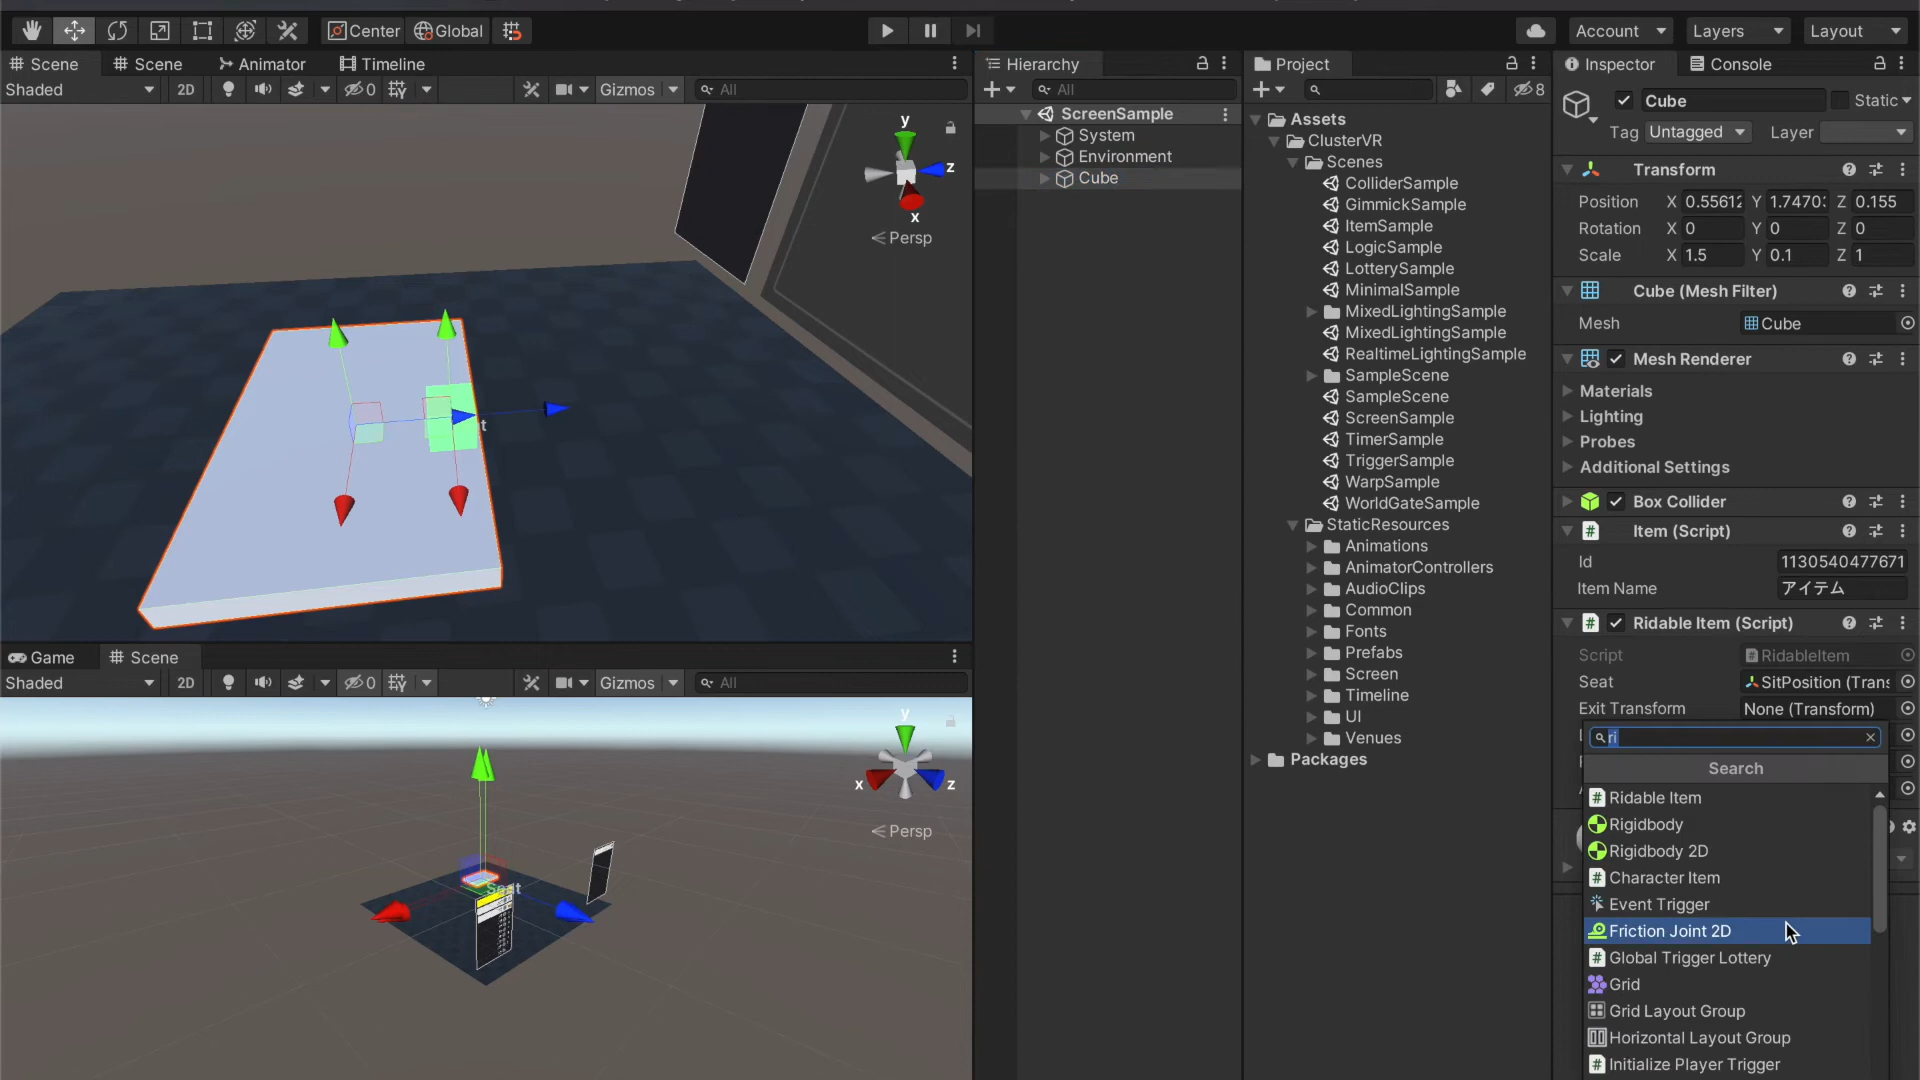 Center
Global
Account
Layers
Layout
Scene
Scene
Animator
Timeline
Shaded
2D
0
Gizmos
All
y
z
x
Persp
Game
Scene
Shaded
2D
0
Gizmos
All
y
x
z
Persp
Hierarchy
All
ScreenSample
System
Environment
Cube
Project
8
Assets
ClusterVR
Scenes
ColliderSample
GimmickSample
ItemSample
LogicSample
LotterySample
MinimalSample
MixedLightingSample
MixedLightingSample
RealtimeLightingSample
SampleScene
SampleScene
ScreenSample
TimerSample
TriggerSample
WarpSample
WorldGateSample
StaticResources
Animations
AnimatorControllers
AudioClips
Common
Fonts
Prefabs
Screen
Timeline
UI
Venues
Packages
Inspector
Console
Cube
Static
Tag Untagged Layer
Transform
Position X 0.55612 Y 1.7470 Z 0.155
Rotation X 0 Y 0 Z 0
Scale X 1.5 Y 0.1 Z 1
Cube (Mesh Filter)
Mesh Cube
Mesh Renderer
Materials
Lighting
Probes
Additional Settings
Box Collider
Item (Script)
Id 1130540477671
Item Name アイテム
Ridable Item (Script)
Script RidableItem
Seat SitPosition (Trans
Exit Transform None (Transform)
ri
Search
Ridable Item
Rigidbody
Rigidbody 2D
Character Item
Event Trigger
Friction Joint 2D
Global Trigger Lottery
Grid
Grid Layout Group
Horizontal Layout Group
Initialize Player Trigger